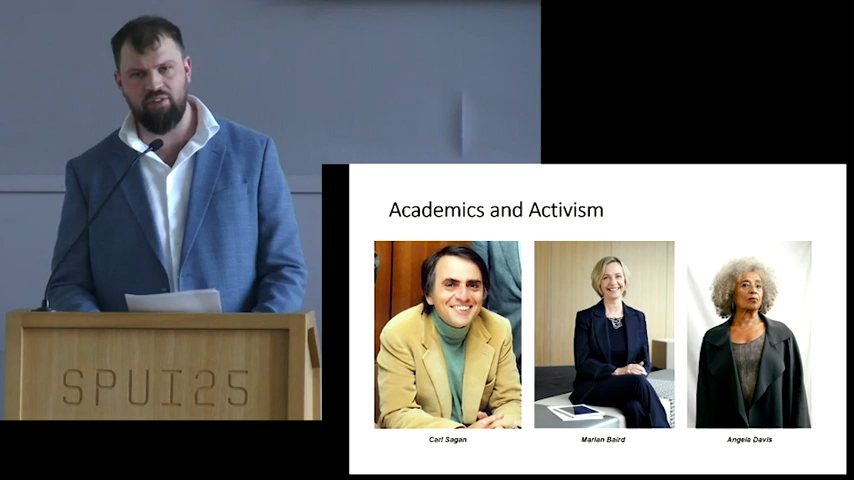 SPUI25
Academics and Activism
Carl Sagan
Marian Baird
Angela Davis